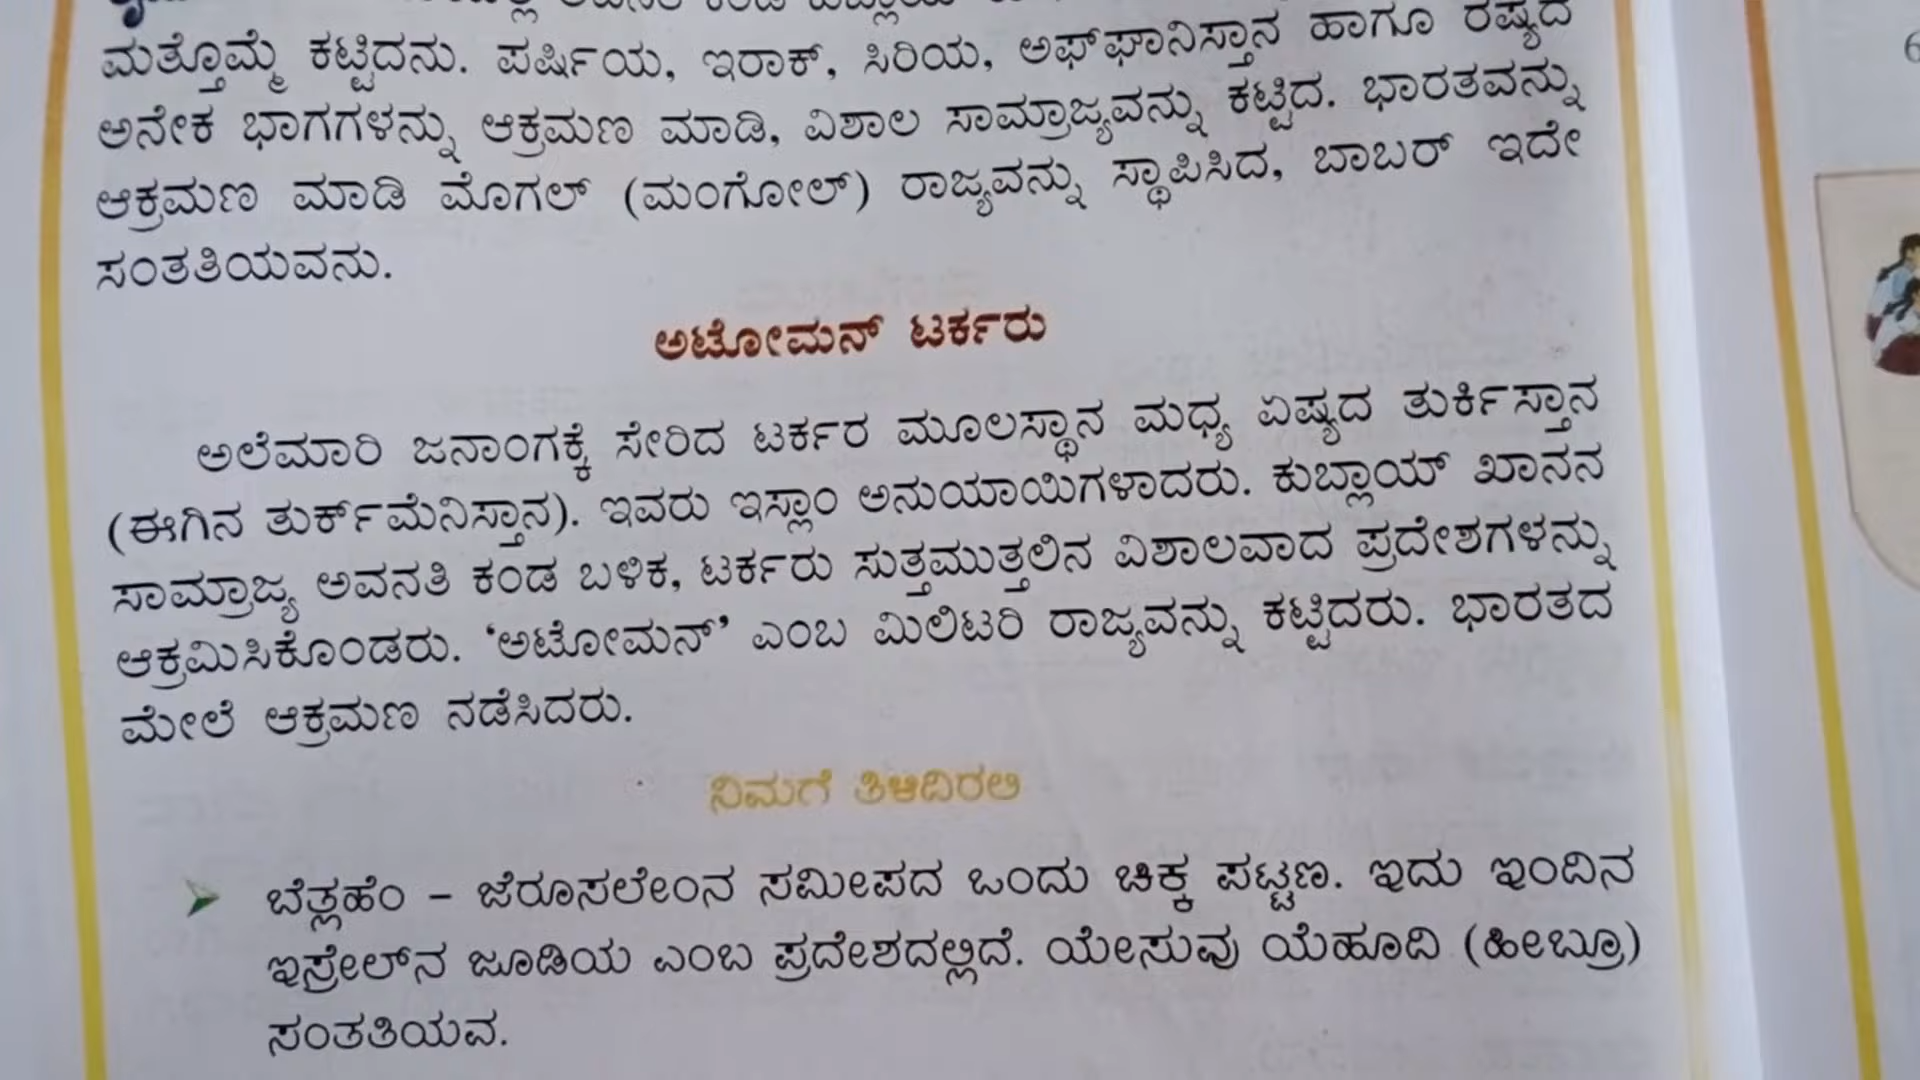 ಮತ್ತೊಮ್ಮೆ ಕಟ್ಟಿದನು. ಪರ್ಷಿಯ, ಇರಾಕ್, ಸಿರಿಯ, ಅಫ್‌ಘಾನಿಸ್ತಾನ ಹಾಗೂ ರಷ್ಯದ
ಅನೇಕ ಭಾಗಗಳನ್ನು ಆಕ್ರಮಣ ಮಾಡಿ, ವಿಶಾಲ ಸಾಮ್ರಾಜ್ಯವನ್ನು ಕಟ್ಟಿದ. ಭಾರತವನ್ನು
ಆಕ್ರಮಣ ಮಾಡಿ ಮೊಗಲ್ (ಮಂಗೋಲ್) ರಾಜ್ಯವನ್ನು ಸ್ಥಾಪಿಸಿದ, ಬಾಬರ್ ಇದೇ
ಸಂತತಿಯವನು.
ಅಟೋಮನ್ ಟರ್ಕರು
ಅಲೆಮಾರಿ ಜನಾಂಗಕ್ಕೆ ಸೇರಿದ ಟರ್ಕರ ಮೂಲಸ್ಥಾನ ಮಧ್ಯ ಏಷ್ಯದ ತುರ್ಕಿಸ್ತಾನ
(ಈಗಿನ ತುರ್ಕ್‌ಮೆನಿಸ್ತಾನ). ಇವರು ಇಸ್ಲಾಂ ಅನುಯಾಯಿಗಳಾದರು. ಕುಬ್ಲಾಯ್ ಖಾನನ
ಸಾಮ್ರಾಜ್ಯ ಅವನತಿ ಕಂಡ ಬಳಿಕ, ಟರ್ಕರು ಸುತ್ತಮುತ್ತಲಿನ ವಿಶಾಲವಾದ ಪ್ರದೇಶಗಳನ್ನು
ಆಕ್ರಮಿಸಿಕೊಂಡರು. ‘ಅಟೋಮನ್’ ಎಂಬ ಮಿಲಿಟರಿ ರಾಜ್ಯವನ್ನು ಕಟ್ಟಿದರು. ಭಾರತದ
ಮೇಲೆ ಆಕ್ರಮಣ ನಡೆಸಿದರು.
ನಿಮಗೆ ತಿಳಿದಿರಲಿ
ಬೆತ್ಲಹೆಂ – ಜೆರೂಸಲೇಂನ ಸಮೀಪದ ಒಂದು ಚಿಕ್ಕ ಪಟ್ಟಣ. ಇದು ಇಂದಿನ
ಇಸ್ರೇಲ್‌ನ ಜೂಡಿಯ ಎಂಬ ಪ್ರದೇಶದಲ್ಲಿದೆ. ಯೇಸುವು ಯೆಹೂದಿ (ಹೀಬ್ರೂ)
ಸಂತತಿಯವ.